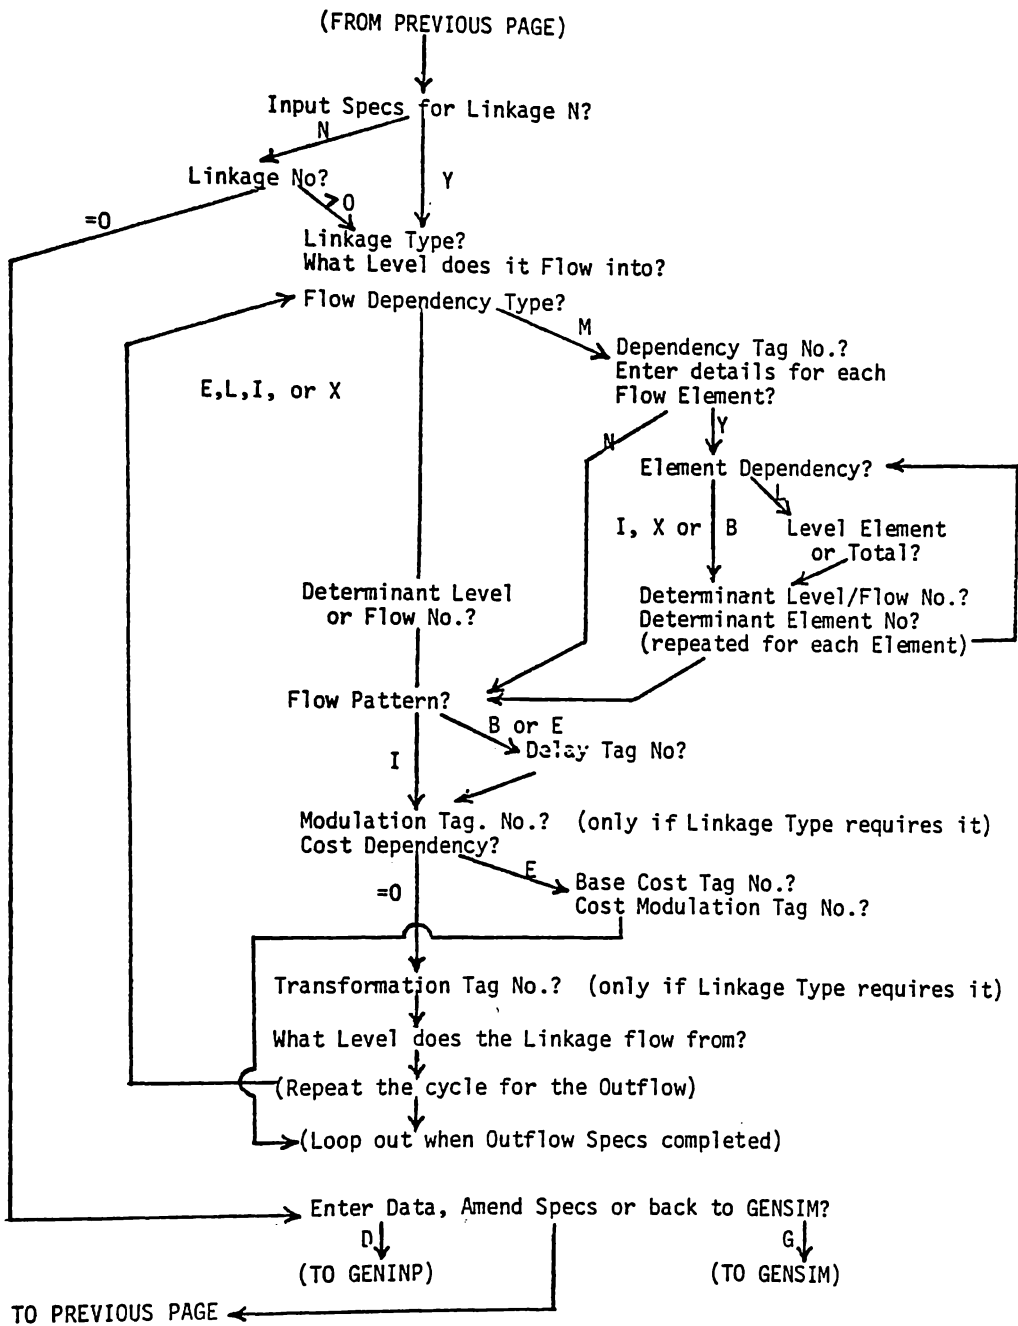 (FROM PREVIOUS PAGE)
Input Specs for Linkage N?
N
Linkage No?
Y
>0
=0
Linkage Type?
What Level does it Flow into?
Flow Dependency Type?
M
Dependency Tag No.?
Enter details for each
Flow Element?
E,L,I, or X
N
Y
Element Dependency?
L
I, X or B
Level Element
or Total?
Determinant Level
or Flow No.?
Determinant Level/Flow No.?
Determinant Element No?
(repeated for each Element)
Flow Pattern?
B or E
Delay Tag No?
I
Modulation Tag. No.? (only if Linkage Type requires it)
Cost Dependency?
E
=0
Base Cost Tag No.?
Cost Modulation Tag No.?
Transformation Tag No.? (only if Linkage Type requires it)
What Level does the Linkage flow from?
(Repeat the cycle for the Outflow)
(Loop out when Outflow Specs completed)
Enter Data, Amend Specs or back to GENSIM?
D
G
(TO GENINP)
(TO GENSIM)
TO PREVIOUS PAGE